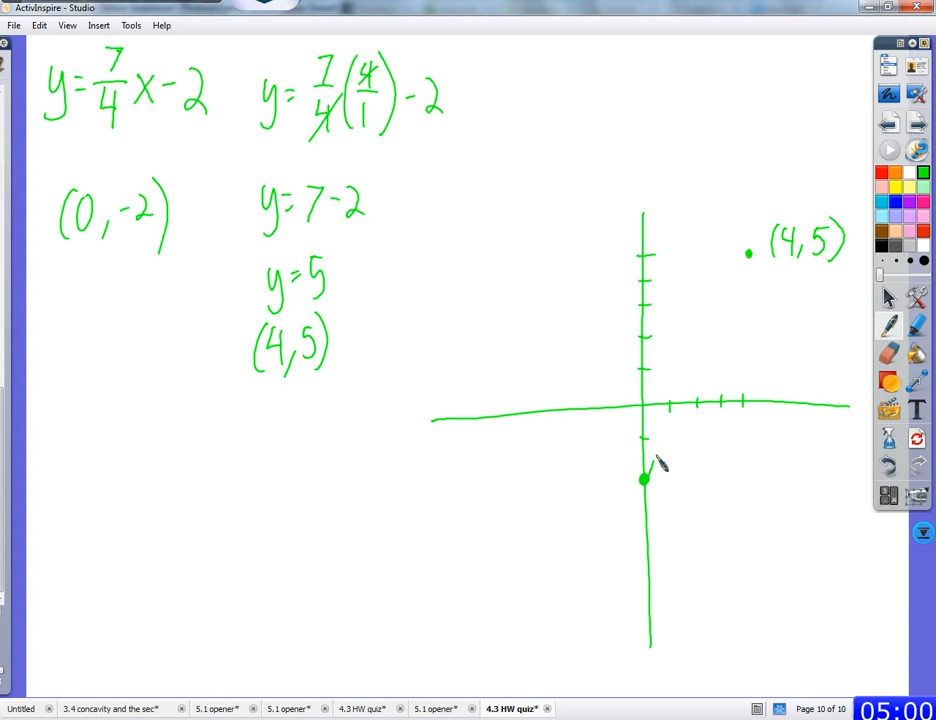 ActivInspire - Studio
File Edit View Insert Tools Help
y = 7/4 x - 2
y = 7/4 (4/1) - 2
(0, -2)
y = 7 - 2
y = 5
(4, 5)
(4, 5)
Untitled
3.4 concavity and the sec*
5.1 opener*
5.1 opener*
4.3 HW quiz*
5.1 opener*
4.3 HW quiz*
Page 10 of 10
05:00